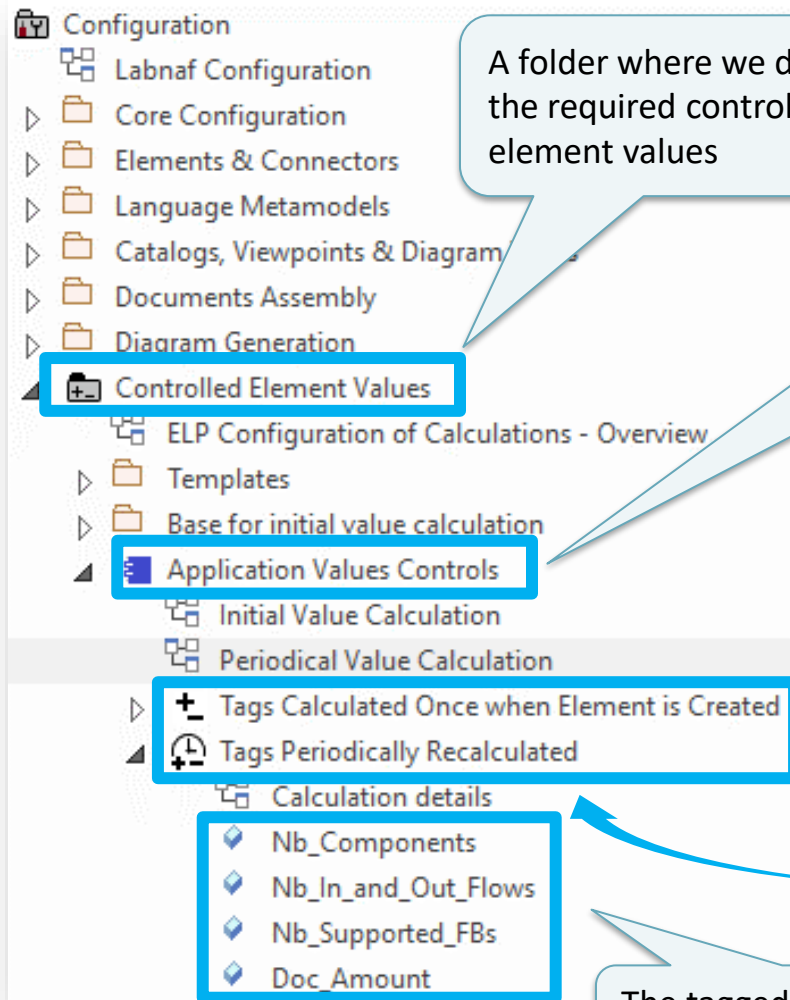 Configuration
Labnaf Configuration
Core Configuration
Elements & Connectors
Language Metamodels
Catalogs, Viewpoints & Diagram
Documents Assembly
Diagram Generation
Controlled Element Values
ELP Configuration of Calculations - Overview
Templates
Base for initial value calculation
Application Values Controls
Initial Value Calculation
Periodical Value Calculation
Tags Calculated Once when Element is Created
Tags Periodically Recalculated
Calculation details
Nb_Components
Nb_In_and_Out_Flows
Nb_Supported_FBs
Doc_Amount
A folder where we d
the required control
element values
The tagged